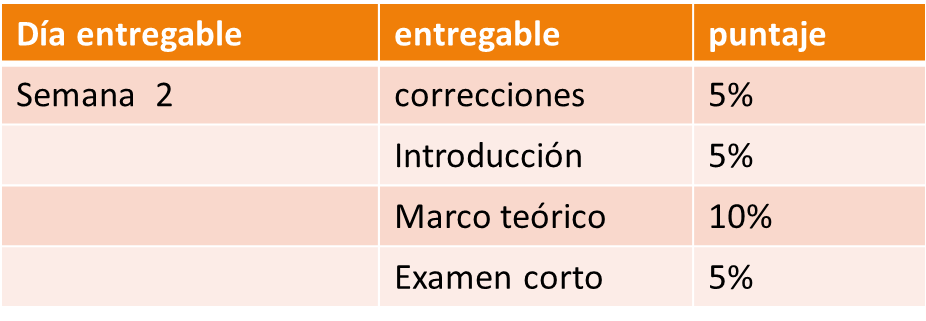 Día entregable entregable puntaje
Semana 2 correcciones 5%
Introducción 5%
Marco teórico 10%
Examen corto 5%